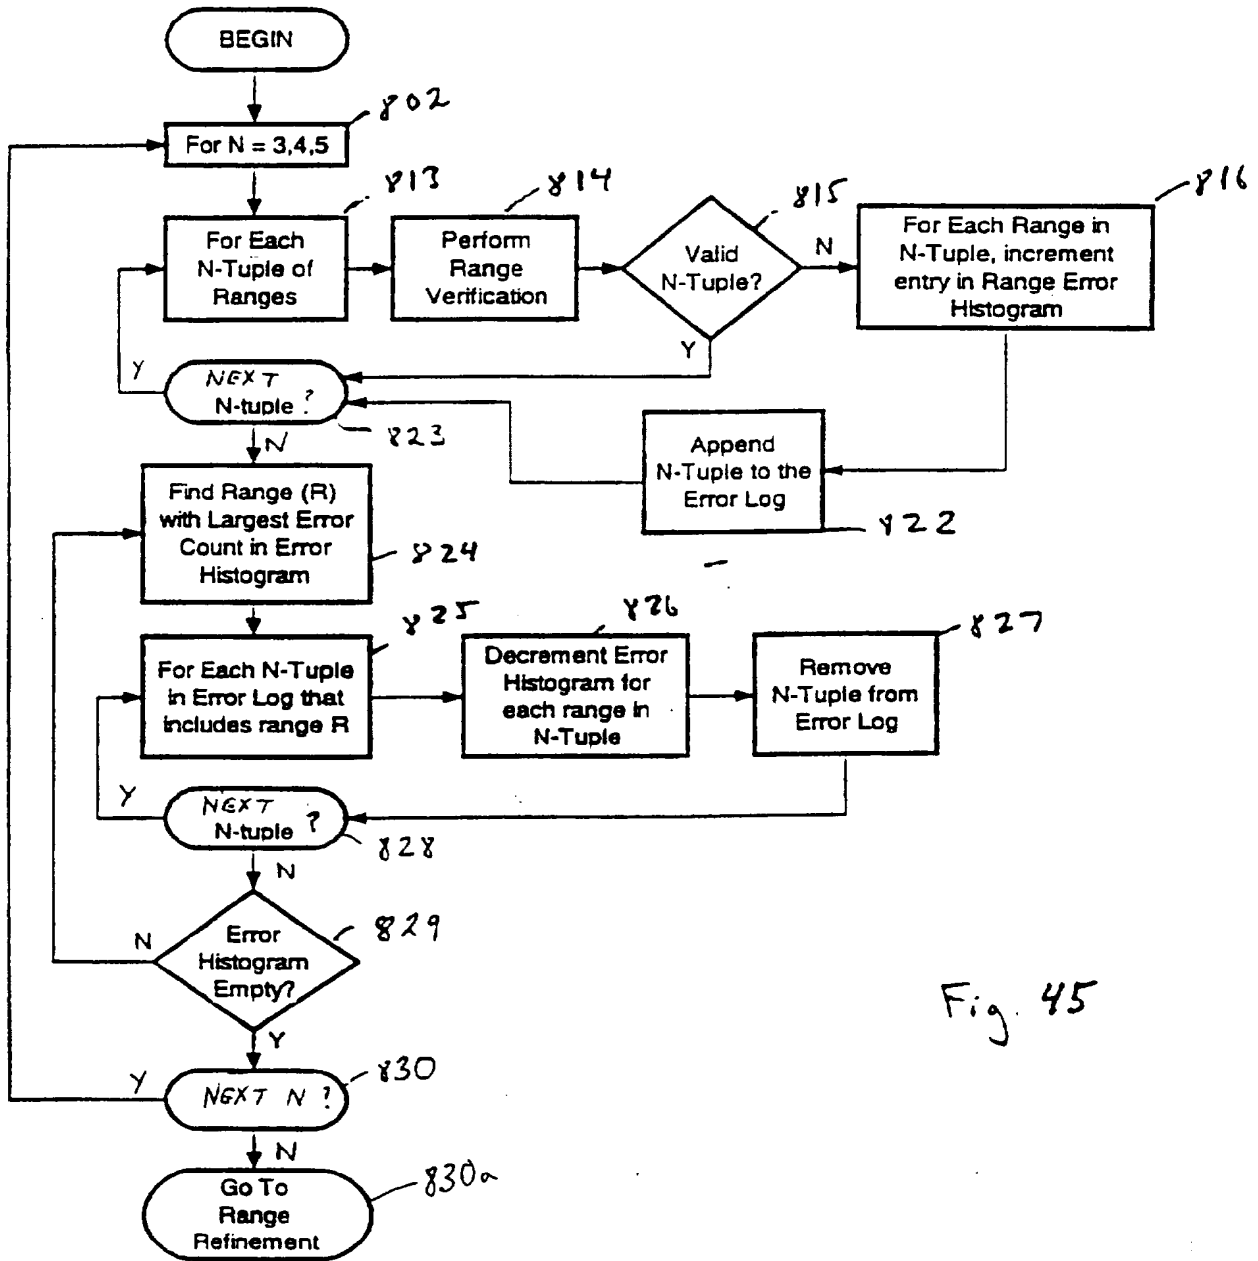 BEGIN
802
For N = 3,4,5
813
814
815
816
For Each
N-Tuple of
Ranges
Perform
Range
Verification
Valid
N-Tuple?
N
For Each Range in
N-Tuple, increment
entry in Range Error
Histogram
Y
Y
NEXT
N-tuple ?
823
N
Append
N-Tuple to the
Error Log
822
Find Range (R)
with Largest Error
Count in Error
Histogram
824
825
826
827
For Each N-Tuple
in Error Log that
includes range R
Decrement Error
Histogram for
each range in
N-Tuple
Remove
N-Tuple from
Error Log
Y
NEXT
N-tuple ?
828
N
829
N
Error
Histogram
Empty?
Fig. 45
Y
830
Y
NEXT N ?
N
830a
Go To
Range
Refinement